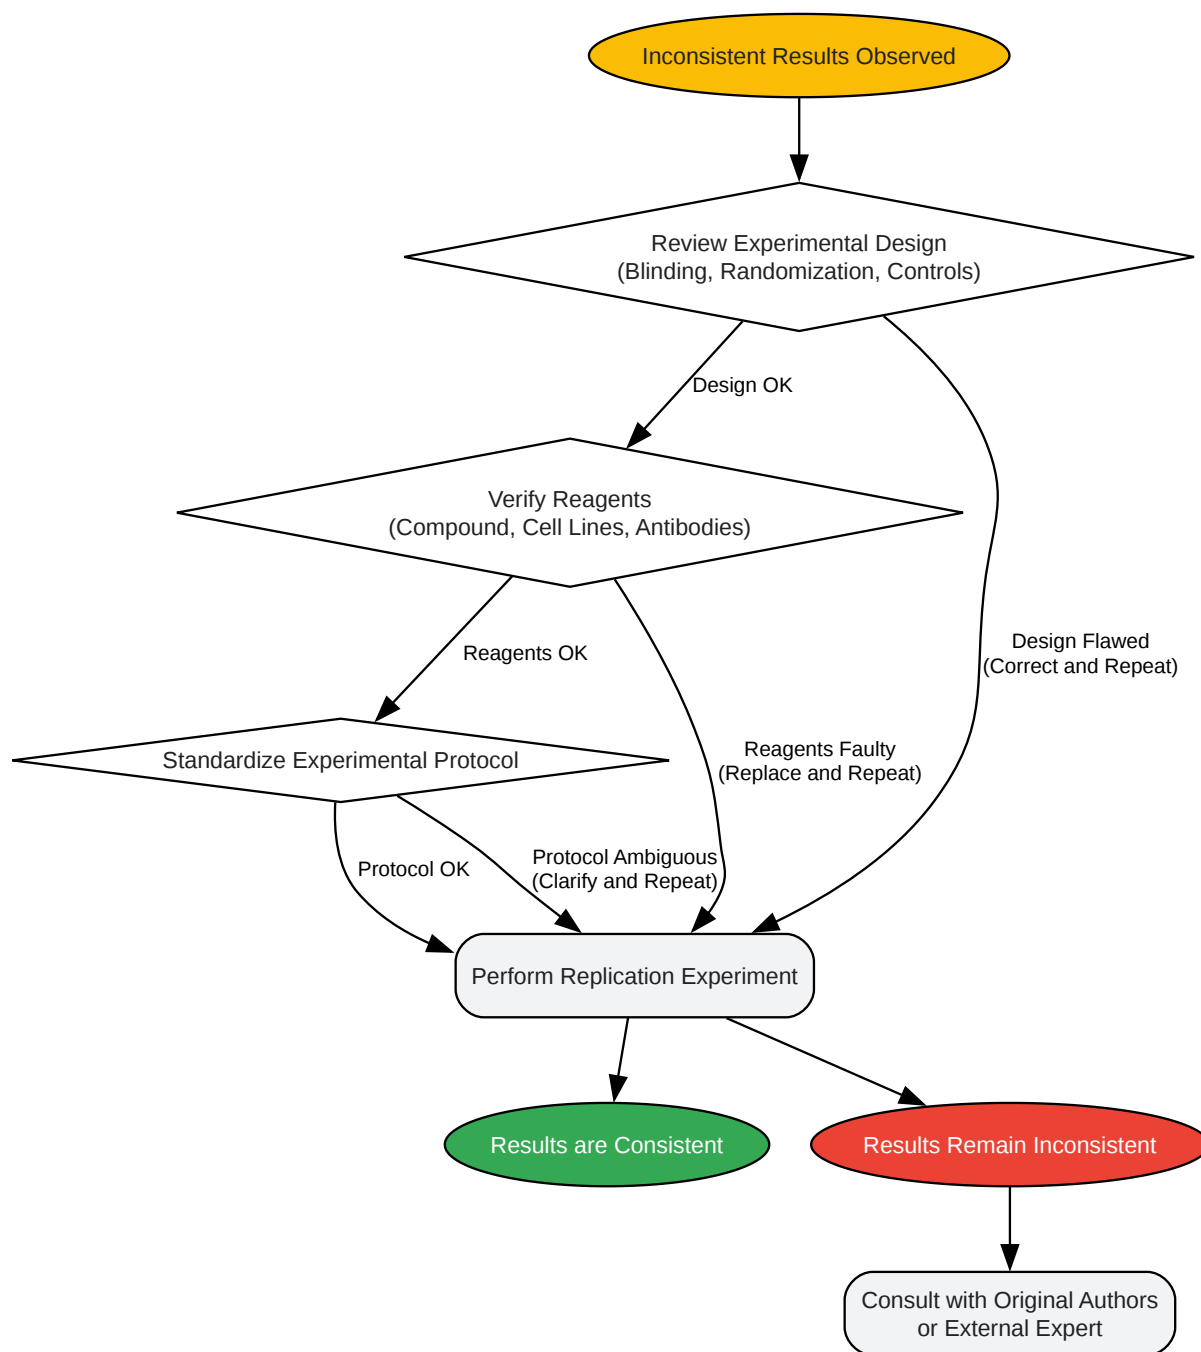 Inconsistent Results Observed
Review Experimental Design
(Blinding, Randomization, Controls)
Design OK
Verify Reagents
(Compound, Cell Lines, Antibodies)
Design Flawed
(Correct and Repeat)
Reagents OK
Reagents Faulty
(Replace and Repeat)
Standardize Experimental Protocol
Protocol OK
Protocol Ambiguous
(Clarify and Repeat)
Perform Replication Experiment
Results are Consistent
Results Remain Inconsistent
Consult with Original Authors
or External Expert